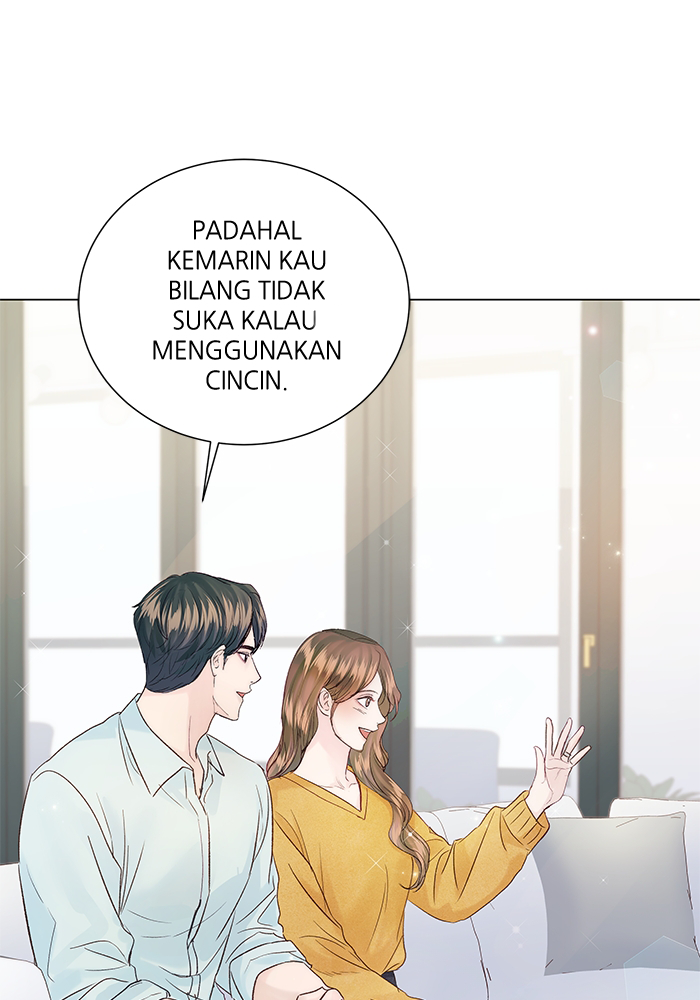 PADAHAL
KEMARIN KAU
BILANG TIDAK
SUKA KALAU
MENGGUNAKAN
CINCIN.